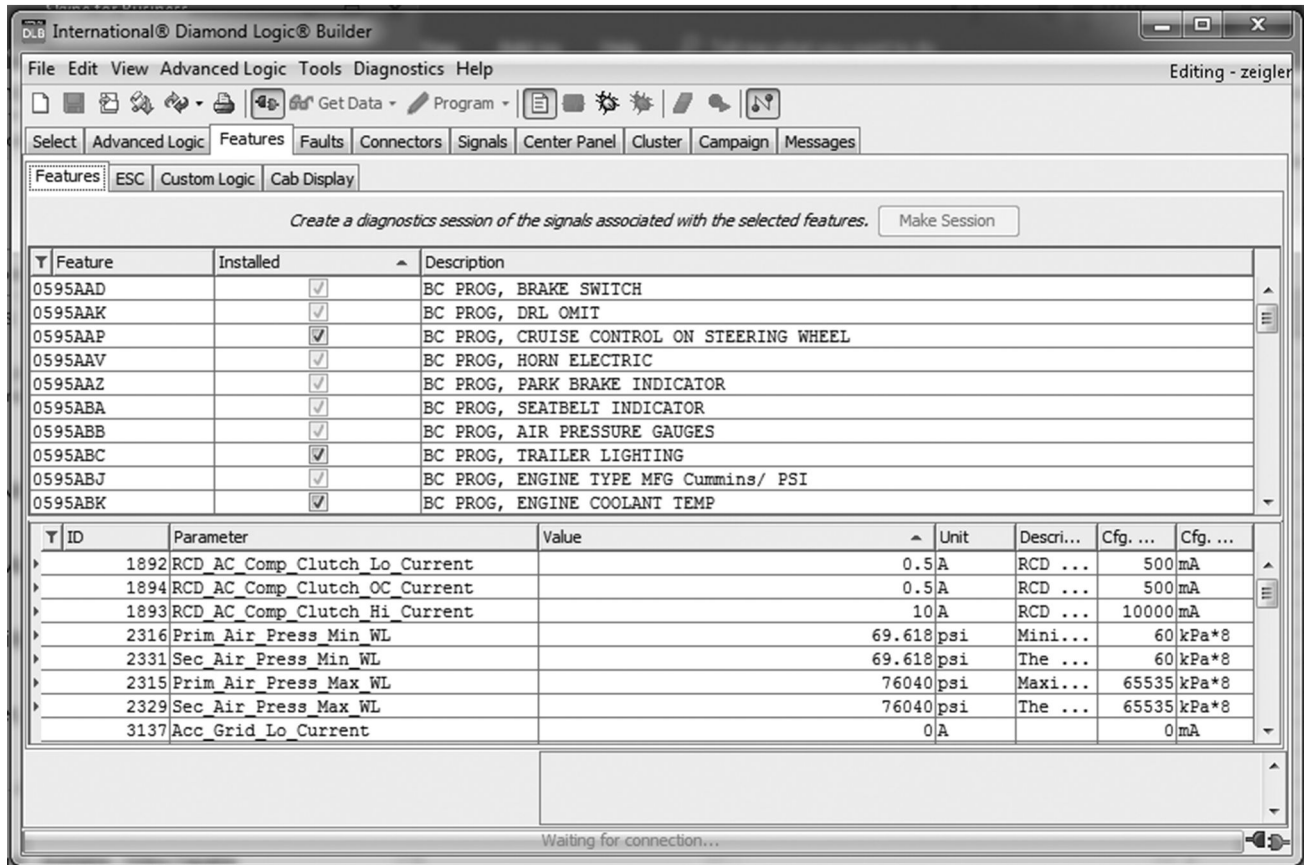 DLB International® Diamond Logic® Builder
File Edit View Advanced Logic Tools Diagnostics Help Editing - zeigler
Get Data Program
Select Advanced Logic Features Faults Connectors Signals Center Panel Cluster Campaign Messages
Features ESC Custom Logic Cab Display
Create a diagnostics session of the signals associated with the selected features. Make Session
Feature Installed Description
0595AAD BC PROG, BRAKE SWITCH
0595AAK BC PROG, DRL OMIT
0595AAP BC PROG, CRUISE CONTROL ON STEERING WHEEL
0595AAV BC PROG, HORN ELECTRIC
0595AAZ BC PROG, PARK BRAKE INDICATOR
0595ABA BC PROG, SEATBELT INDICATOR
0595ABB BC PROG, AIR PRESSURE GAUGES
0595ABC BC PROG, TRAILER LIGHTING
0595ABJ BC PROG, ENGINE TYPE MFG Cummins/ PSI
0595ABK BC PROG, ENGINE COOLANT TEMP
ID Parameter Value Unit Descri... Cfg. ... Cfg. ...
1892 RCD_AC_Comp_Clutch_Lo_Current 0.5 A RCD ... 500 mA
1894 RCD_AC_Comp_Clutch_OC_Current 0.5 A RCD ... 500 mA
1893 RCD_AC_Comp_Clutch_Hi_Current 10 A RCD ... 10000 mA
2316 Prim_Air_Press_Min_WL 69.618 psi Mini... 60 kPa*8
2331 Sec_Air_Press_Min_WL 69.618 psi The ... 60 kPa*8
2315 Prim_Air_Press_Max_WL 76040 psi Maxi... 65535 kPa*8
2329 Sec_Air_Press_Max_WL 76040 psi The ... 65535 kPa*8
3137 Acc_Grid_Lo_Current 0 A 0 mA
Waiting for connection...